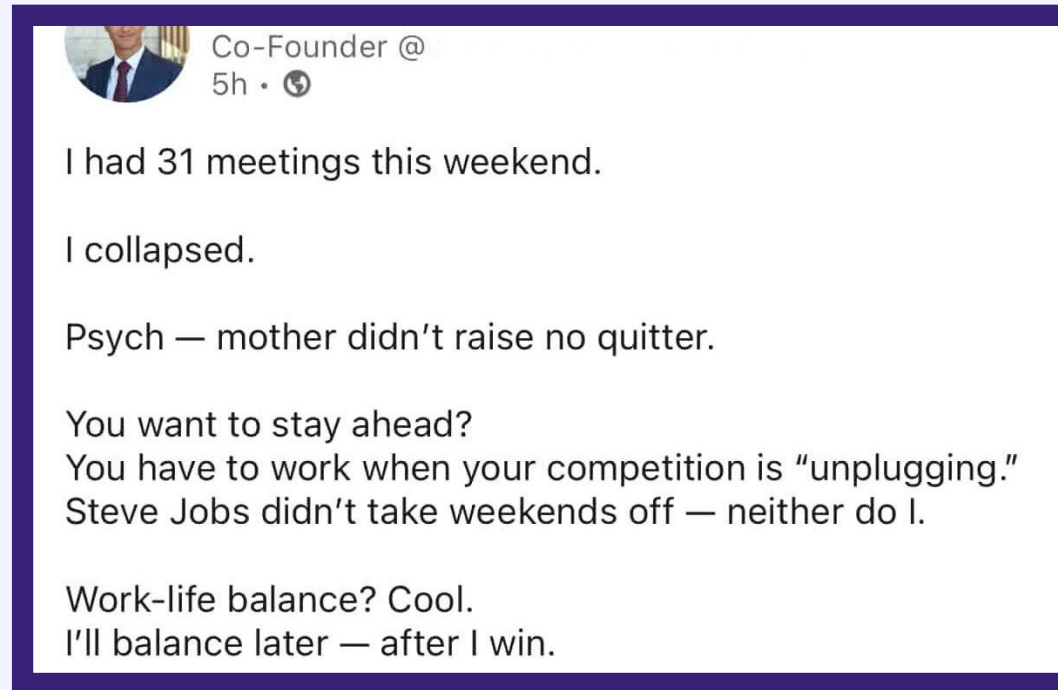 Co-Founder @
5h •
I had 31 meetings this weekend.
I collapsed.
Psych — mother didn’t raise no quitter.
You want to stay ahead?
You have to work when your competition is “unplugging.”
Steve Jobs didn’t take weekends off — neither do I.
Work-life balance? Cool.
I’ll balance later — after I win.